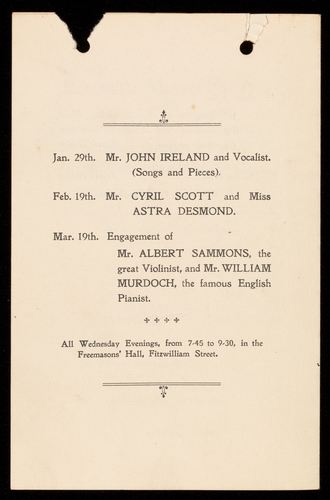 Jan. 29th. Mr. JOHN IRELAND and Vocalist.
(Songs and Pieces).
Feb. 19th. Mr. CYRIL SCOTT and Miss
ASTRA DESMOND.
Mar. 19th. Engagement of
Mr. ALBERT SAMMONS, the
great Violinist, and Mr. WILLIAM
MURDOCH, the famous English
Pianist.
All Wednesday Evenings, from 7-45 to 9-30, in the
Freemasons' Hall, Fitzwilliam Street.